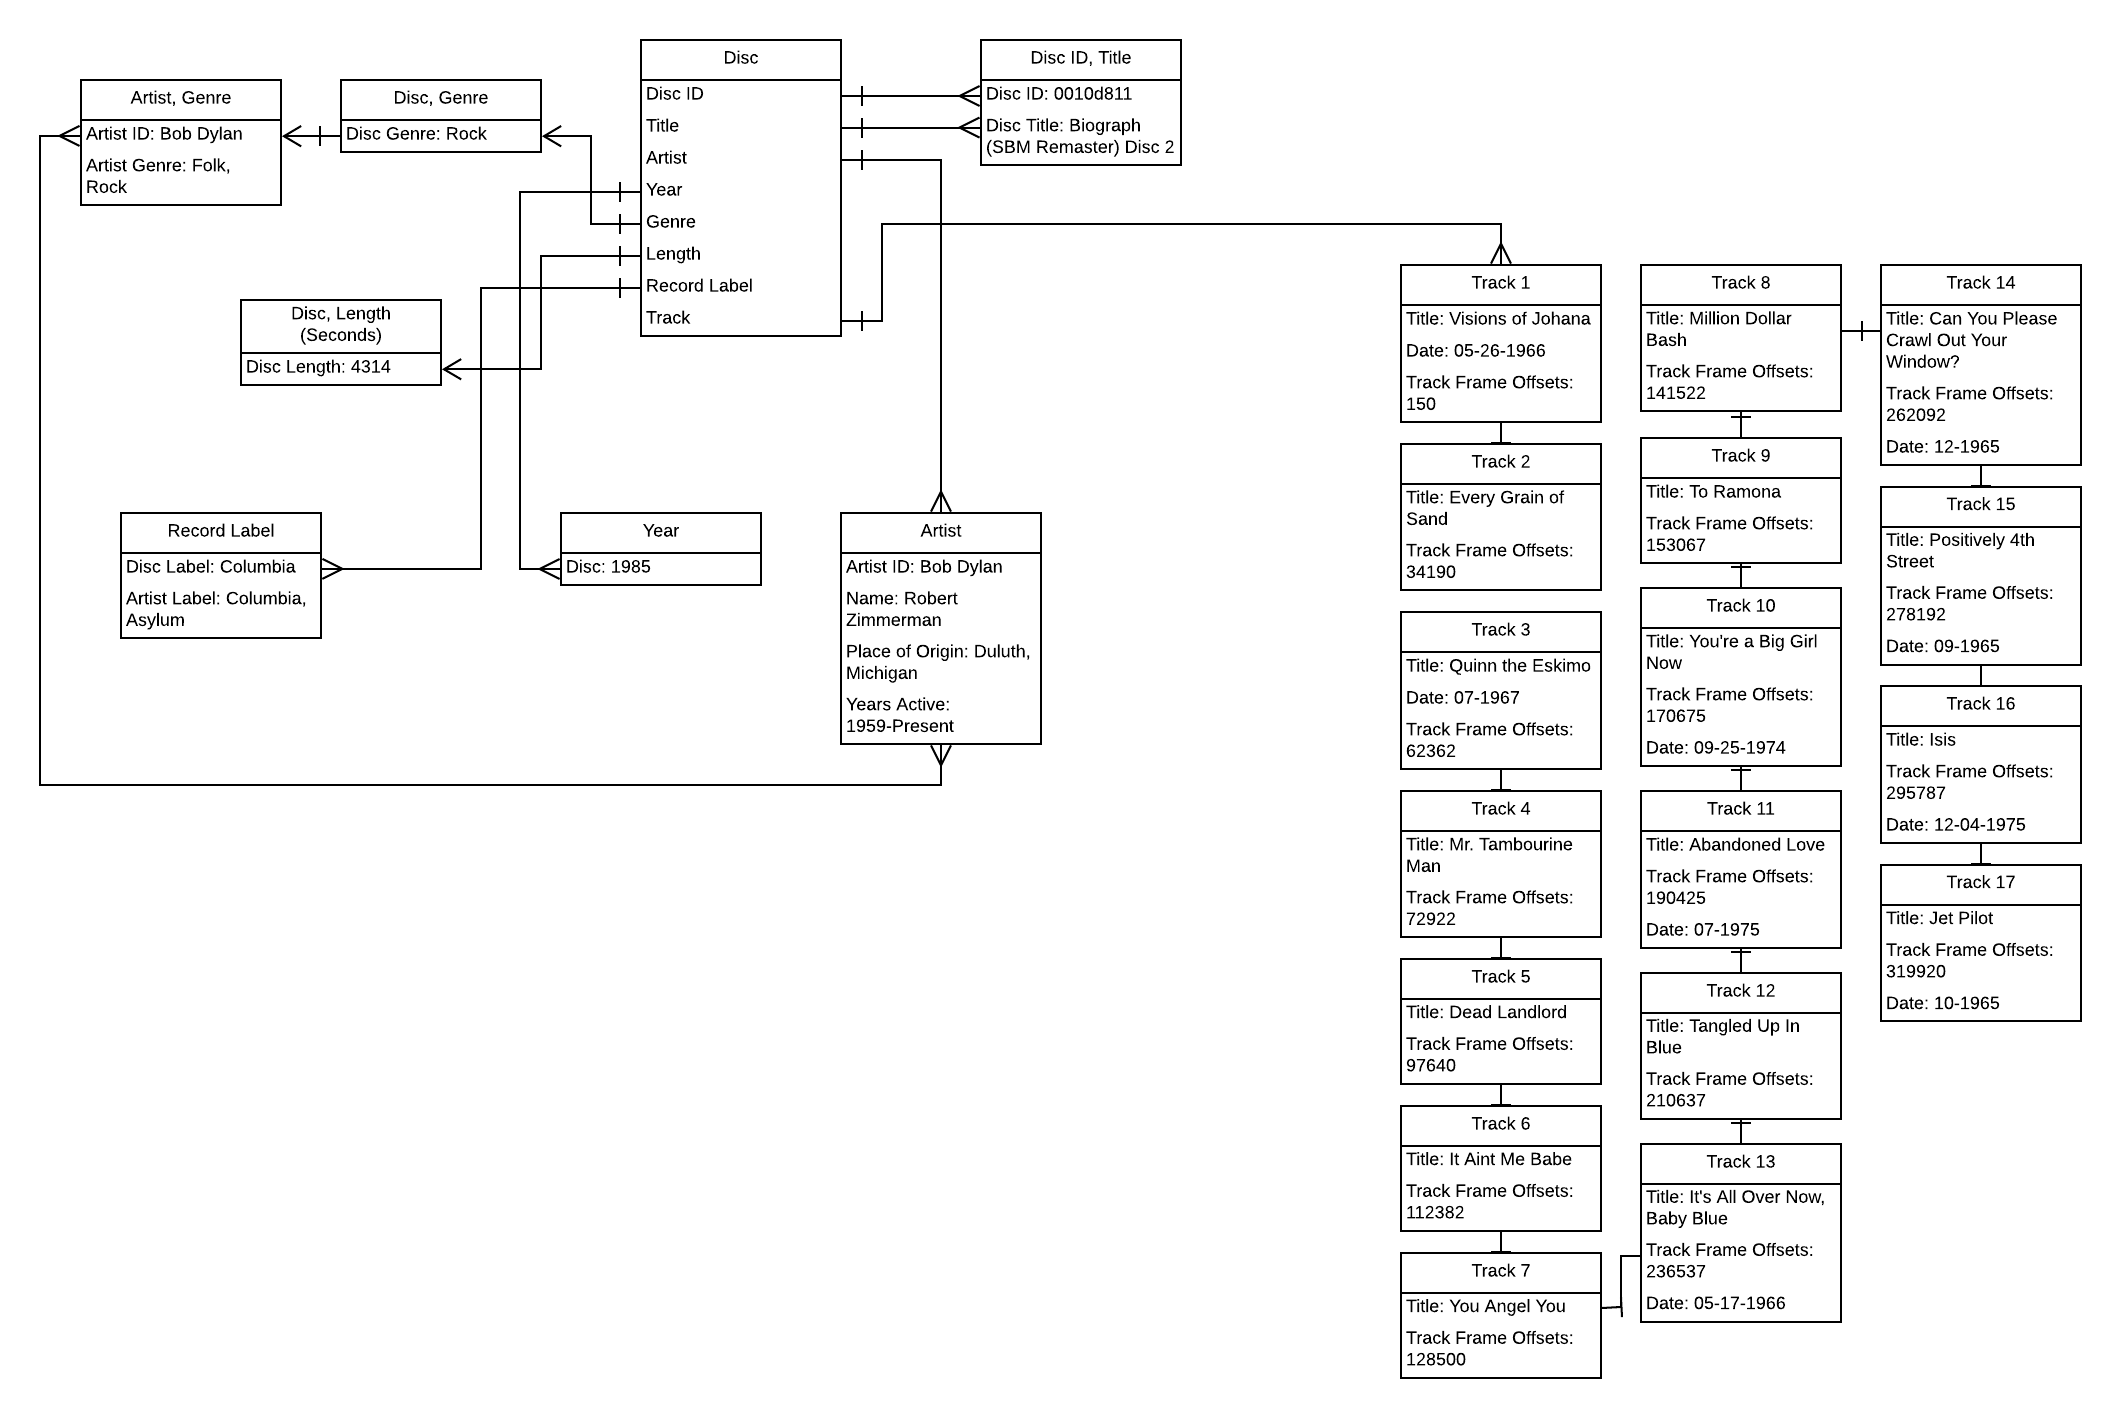 Disc
Disc ID
Title
Artist
Year
Genre
Length
Record Label
Track
Disc ID, Title
Disc ID: 0010d811
Disc Title: Biograph
(SBM Remaster) Disc 2
Artist, Genre
Artist ID: Bob Dylan
Artist Genre: Folk,
Rock
Disc, Genre
Disc Genre: Rock
Disc, Length
(Seconds)
Disc Length: 4314
Record Label
Disc Label: Columbia
Artist Label: Columbia,
Asylum
Year
Disc: 1985
Artist
Artist ID: Bob Dylan
Name: Robert
Zimmerman
Place of Origin: Duluth,
Michigan
Years Active:
1959-Present
Track 1
Title: Visions of Johana
Date: 05-26-1966
Track Frame Offsets:
150
Track 2
Title: Every Grain of
Sand
Track Frame Offsets:
34190
Track 3
Title: Quinn the Eskimo
Date: 07-1967
Track Frame Offsets:
62362
Track 4
Title: Mr. Tambourine
Man
Track Frame Offsets:
72922
Track 5
Title: Dead Landlord
Track Frame Offsets:
97640
Track 6
Title: It Aint Me Babe
Track Frame Offsets:
112382
Track 7
Title: You Angel You
Track Frame Offsets:
128500
Track 8
Title: Million Dollar
Bash
Track Frame Offsets:
141522
Track 9
Title: To Ramona
Track Frame Offsets:
153067
Track 10
Title: You're a Big Girl
Now
Track Frame Offsets:
170675
Date: 09-25-1974
Track 11
Title: Abandoned Love
Track Frame Offsets:
190425
Date: 07-1975
Track 12
Title: Tangled Up In
Blue
Track Frame Offsets:
210637
Track 13
Title: It's All Over Now,
Baby Blue
Track Frame Offsets:
236537
Date: 05-17-1966
Track 14
Title: Can You Please
Crawl Out Your
Window?
Track Frame Offsets:
262092
Date: 12-1965
Track 15
Title: Positively 4th
Street
Track Frame Offsets:
278192
Date: 09-1965
Track 16
Title: Isis
Track Frame Offsets:
295787
Date: 12-04-1975
Track 17
Title: Jet Pilot
Track Frame Offsets:
319920
Date: 10-1965